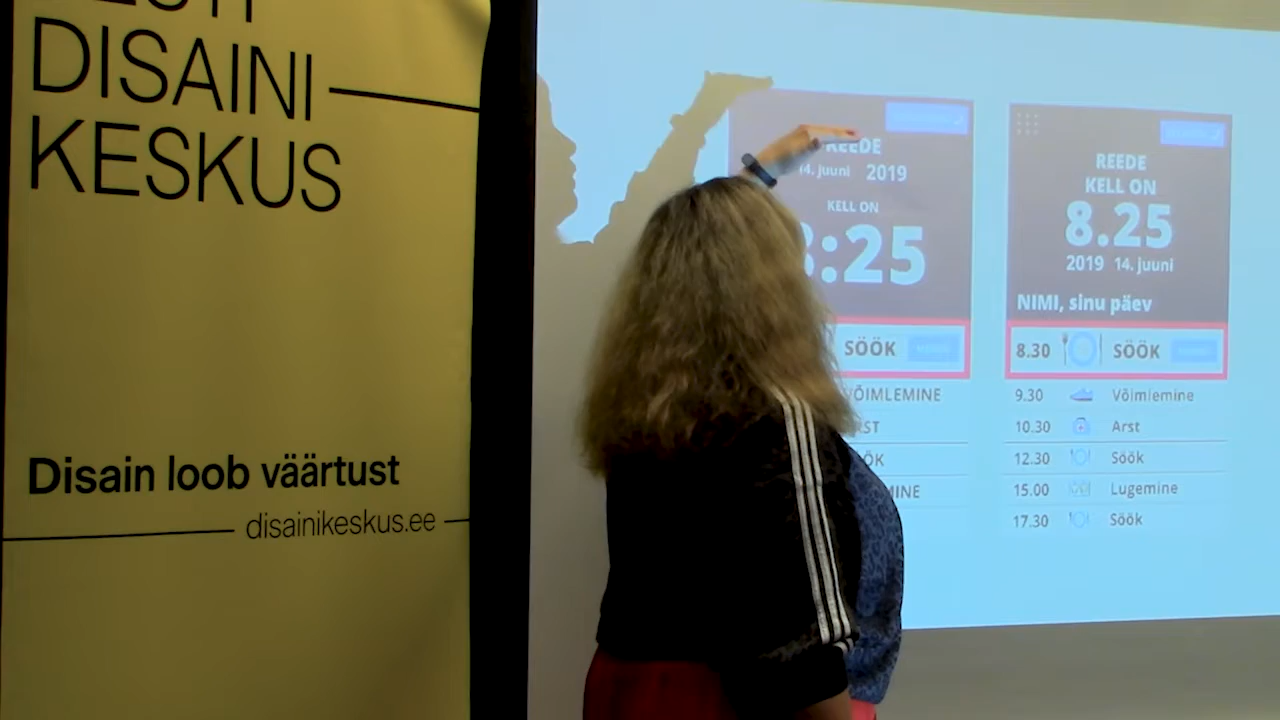 DISAINI
KESKUS
Disain loob väärtust
disainikeskus.ee
REEDE
14. juuni 2019
KELL ON
:25
SÖÖK
VÕIMLEMINE
REEDE
KELL ON
8.25
2019 14. juuni
NIMI, sinu päev
8.30 SÖÖK
9.30 Võimlemine
10.30 Arst
12.30 Söök
15.00 Lugemine
17.30 Söök